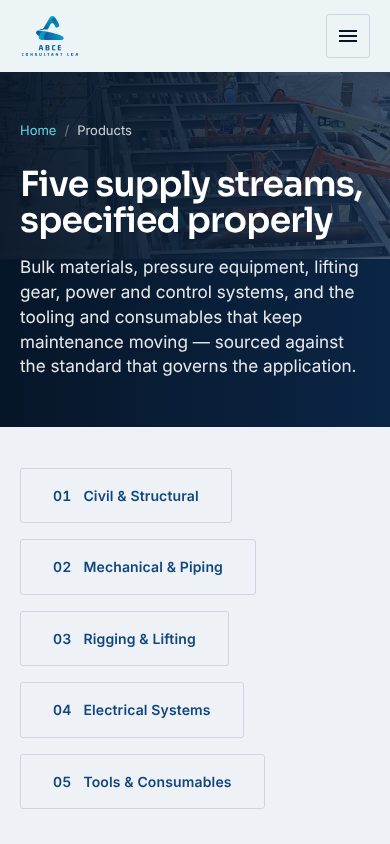 ABCE
CONSULTANT LDA
Home / Products
Five supply streams,
specified properly
Bulk materials, pressure equipment, lifting
gear, power and control systems, and the
tooling and consumables that keep
maintenance moving — sourced against
the standard that governs the application.
01 Civil & Structural
02 Mechanical & Piping
03 Rigging & Lifting
04 Electrical Systems
05 Tools & Consumables